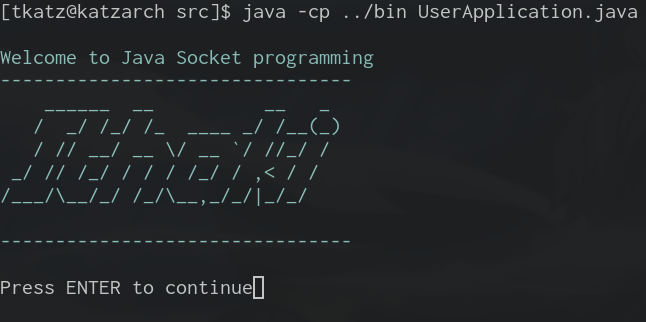 [tkatz@katzarch src]$ java -cp ../bin UserApplication.java
Welcome to Java Socket programming
--------------------------------
    ______  __          __   _
   /  _/ /_/ /_  ____ _/ /__(_)
   / // __/ __ \/ __ `/ //_/ /
 _/ // /_/ / / / /_/ / ,< / /
/___/\__/_/ /_/\__,_/_/|_/_/
--------------------------------
Press ENTER to continue